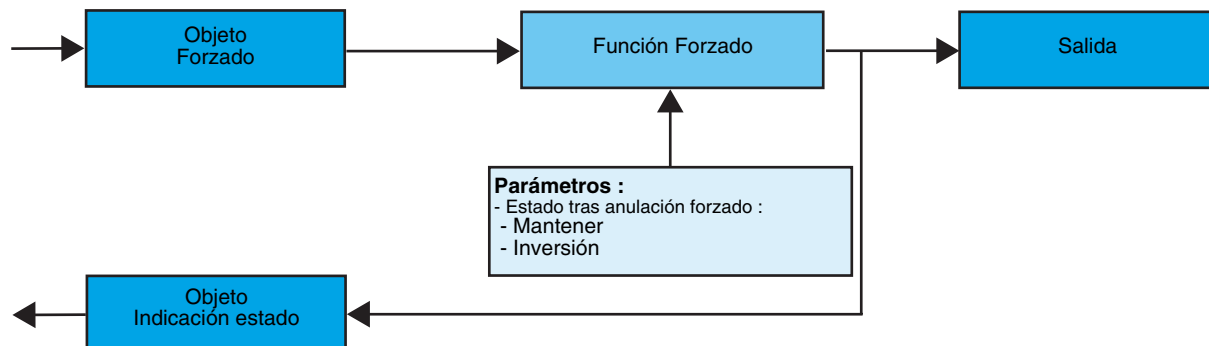 Objeto
Forzado
Función Forzado
Salida
Parámetros :
- Estado tras anulación forzado :
- Mantener
- Inversión
Objeto
Indicación estado